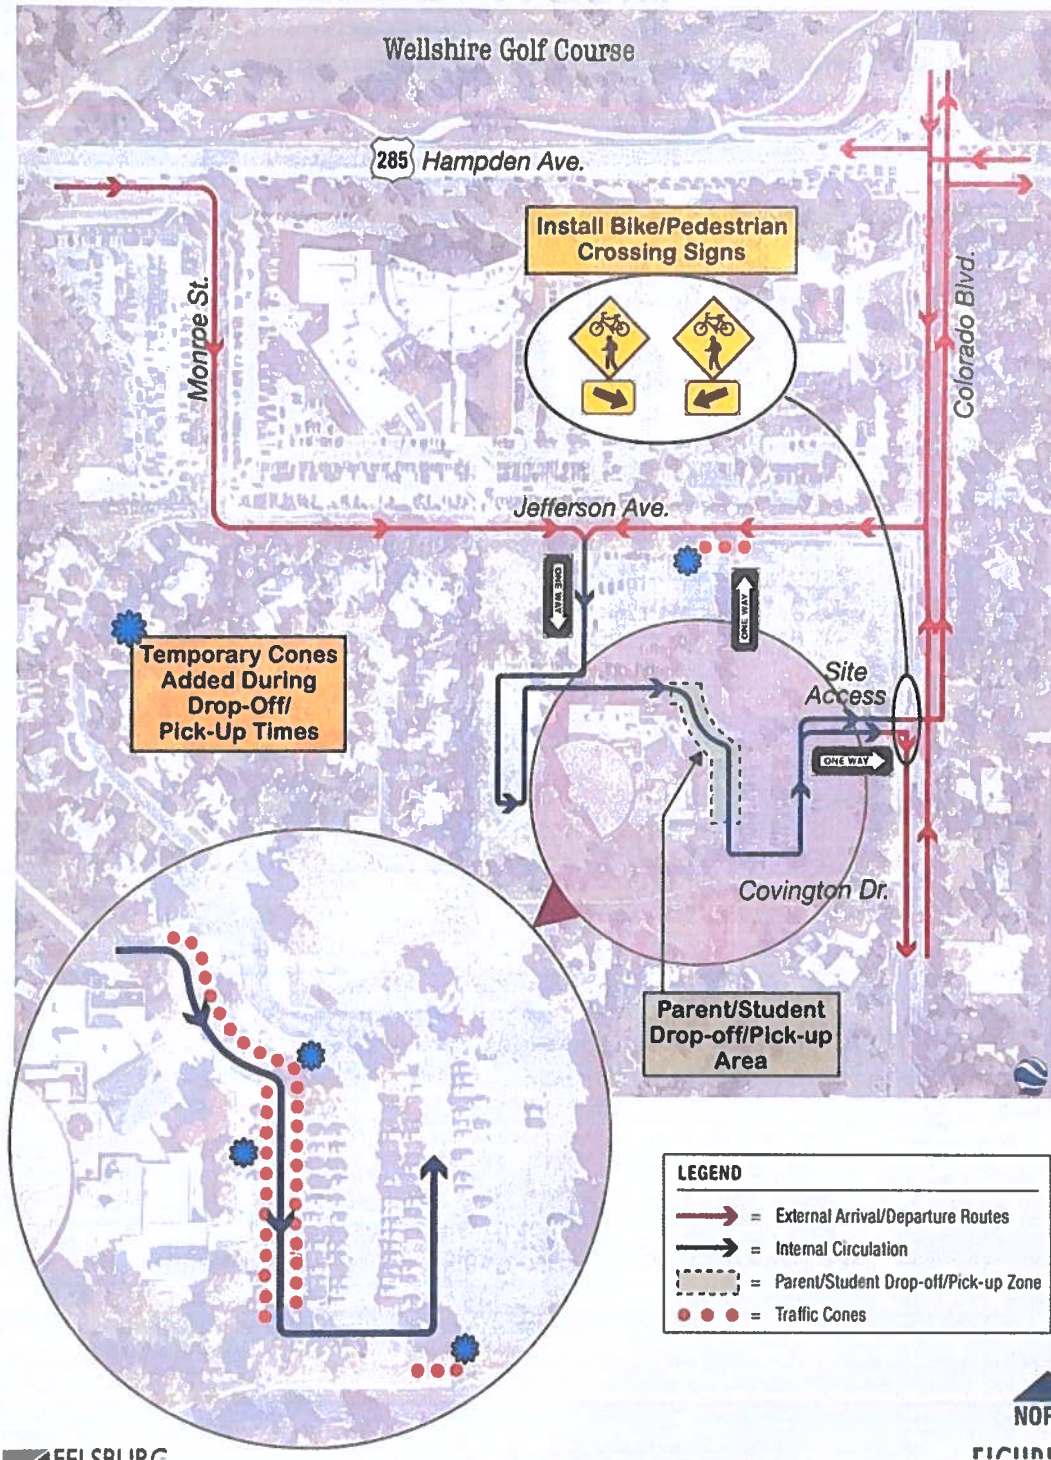 Wellshire Golf Course
285 Hampden Ave.
Install Bike/Pedestrian
Crossing Signs
Monroe St.
Colorado Blvd.
Jefferson Ave.
ONE WAY
ONE WAY
Temporary Cones
Added During
Drop-Off/
Pick-Up Times
Site
Access
ONE WAY
Covington Dr.
Parent/Student
Drop-off/Pick-up
Area
LEGEND
= External Arrival/Departure Routes
= Internal Circulation
= Parent/Student Drop-off/Pick-up Zone
= Traffic Cones